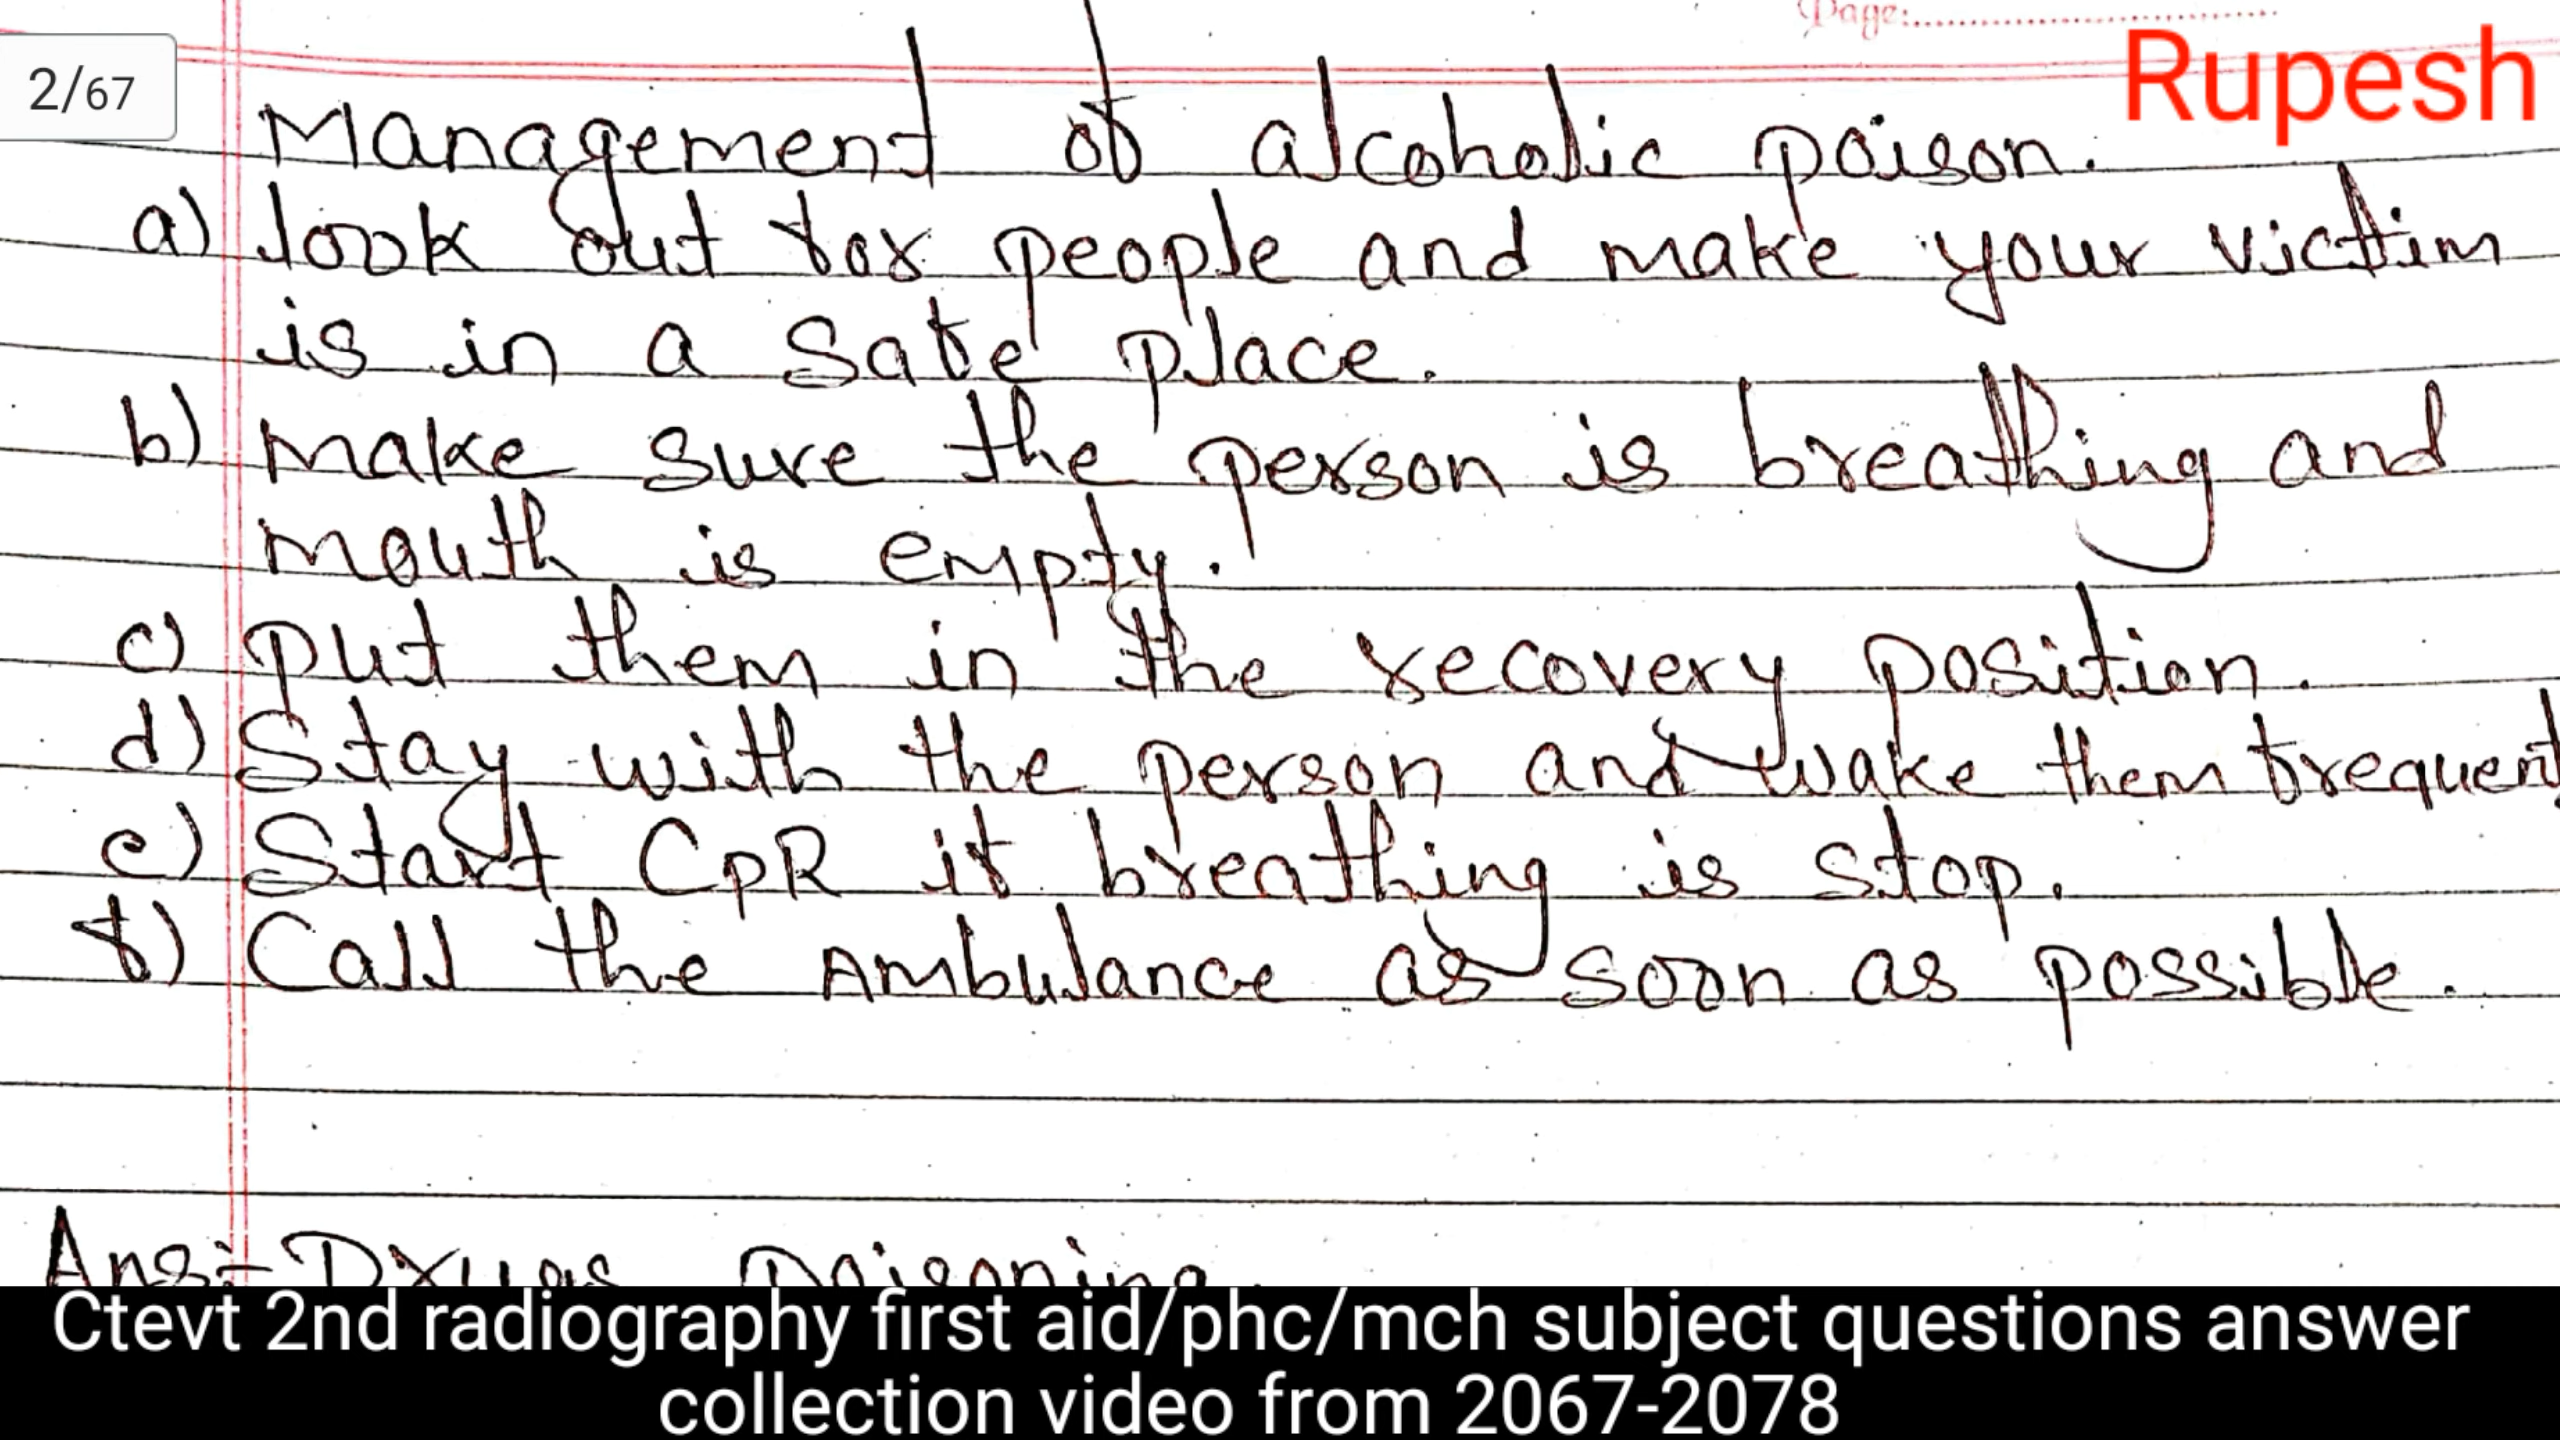 Page:
2/67
Rupesh
Management of alcoholic poison.
a) look out for people and make your victim
is in a safe place.
b) Make sure the person is breathing and
mouth is empty.
c) put them in the recovery position.
d) Stay with the person and wake them frequent
e) Start CpR if breathing is stop.
f) Call the Ambulance as soon as possible.
Ans:- Drugs Poisoning.
Ctevt 2nd radiography first aid/phc/mch subject questions answer
collection video from 2067-2078